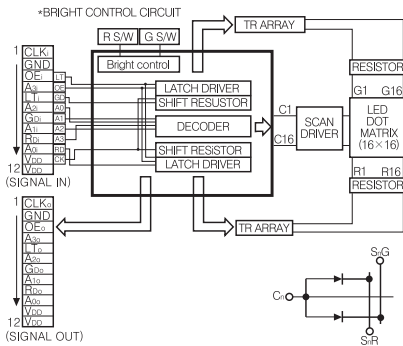 *BRIGHT CONTROL CIRCUIT
R S/W G S/W
Bright control
TR ARRAY
RESISTOR
G1 G16
1
CLKi
GND
OEi
A3i
LTi
A2i
GDi
A1i
RDi
A0i
VDD
12 VDD
(SIGNAL IN)
LT
OE
GD
A0
A1
A2
A3
RD
CK
LATCH DRIVER
SHIFT RESUSTOR
DECODER
SHIFT RESISTOR
LATCH DRIVER
C1
C16
SCAN
DRIVER
LED
DOT
MATRIX
(16×16)
R1 R16
RESISTOR
TR ARRAY
1
CLKo
GND
OEo
A3o
LTo
A2o
GDo
A1o
RDo
A0o
VDD
12 VDD
(SIGNAL OUT)
SnG
Cn
SnR